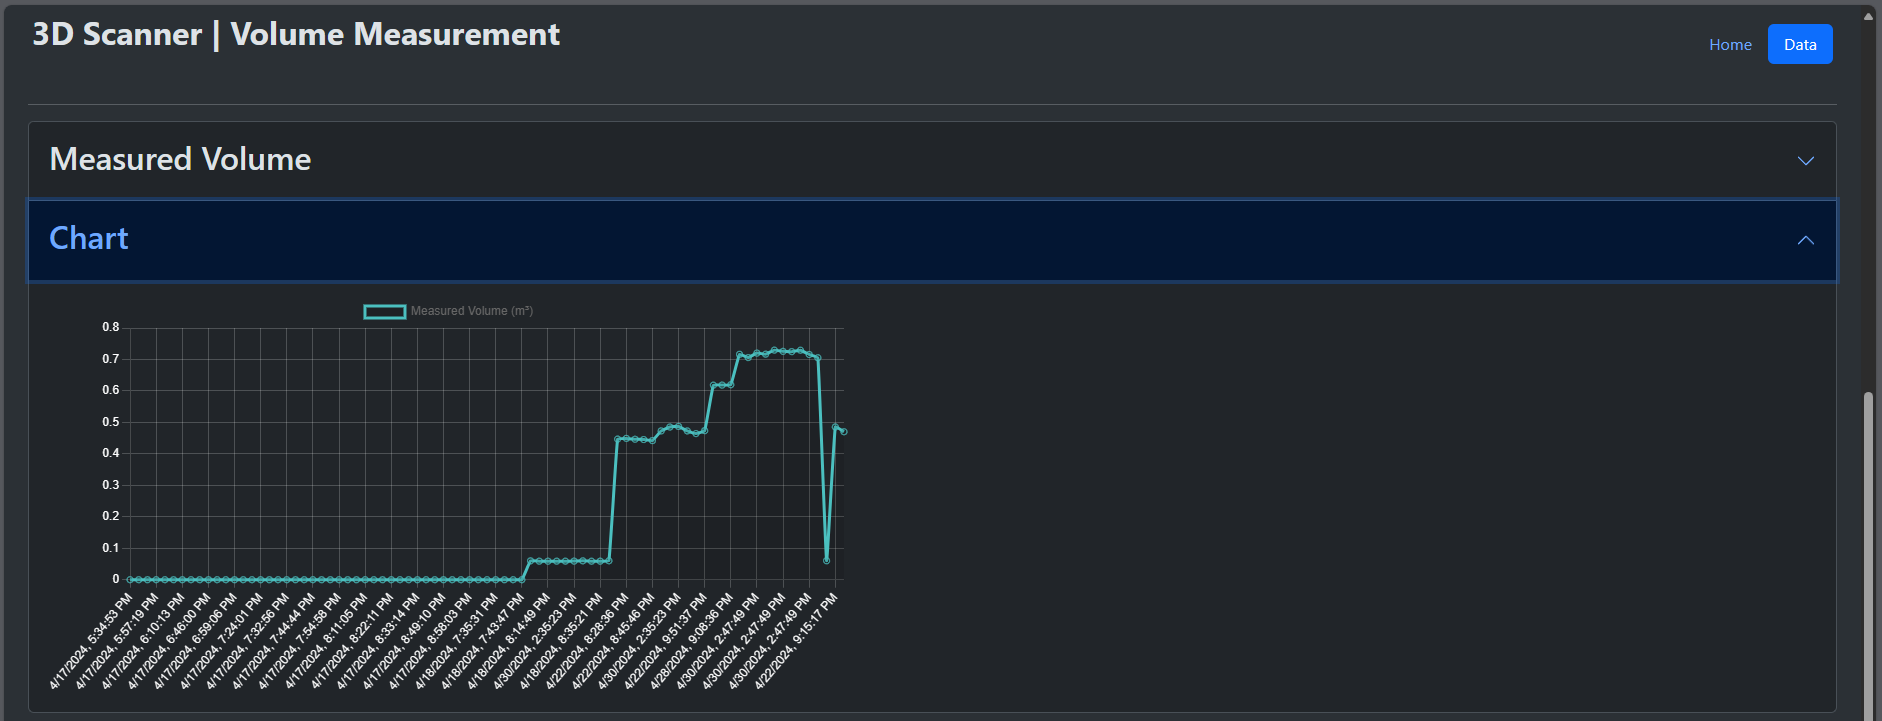 3D Scanner | Volume Measurement
Home
Data
Measured Volume
Chart
Measured Volume (m³)
0.8
0.7
0.6
0.5
0.4
0.3
0.2
0.1
0
4/17/2024, 5:34:53 PM
4/17/2024, 5:57:19 PM
4/17/2024, 6:10:13 PM
4/17/2024, 6:46:00 PM
4/17/2024, 6:59:06 PM
4/17/2024, 7:24:01 PM
4/17/2024, 7:32:56 PM
4/17/2024, 7:44:44 PM
4/17/2024, 7:54:58 PM
4/17/2024, 8:11:05 PM
4/17/2024, 8:22:11 PM
4/17/2024, 8:33:14 PM
4/17/2024, 8:49:10 PM
4/17/2024, 8:58:03 PM
4/18/2024, 7:35:31 PM
4/18/2024, 7:43:47 PM
4/18/2024, 8:14:49 PM
4/30/2024, 2:35:23 PM
4/18/2024, 8:35:21 PM
4/22/2024, 8:28:36 PM
4/22/2024, 8:45:46 PM
4/30/2024, 2:35:23 PM
4/22/2024, 9:51:37 PM
4/28/2024, 9:08:36 PM
4/30/2024, 2:47:49 PM
4/30/2024, 2:47:49 PM
4/30/2024, 2:47:49 PM
4/22/2024, 9:15:17 PM